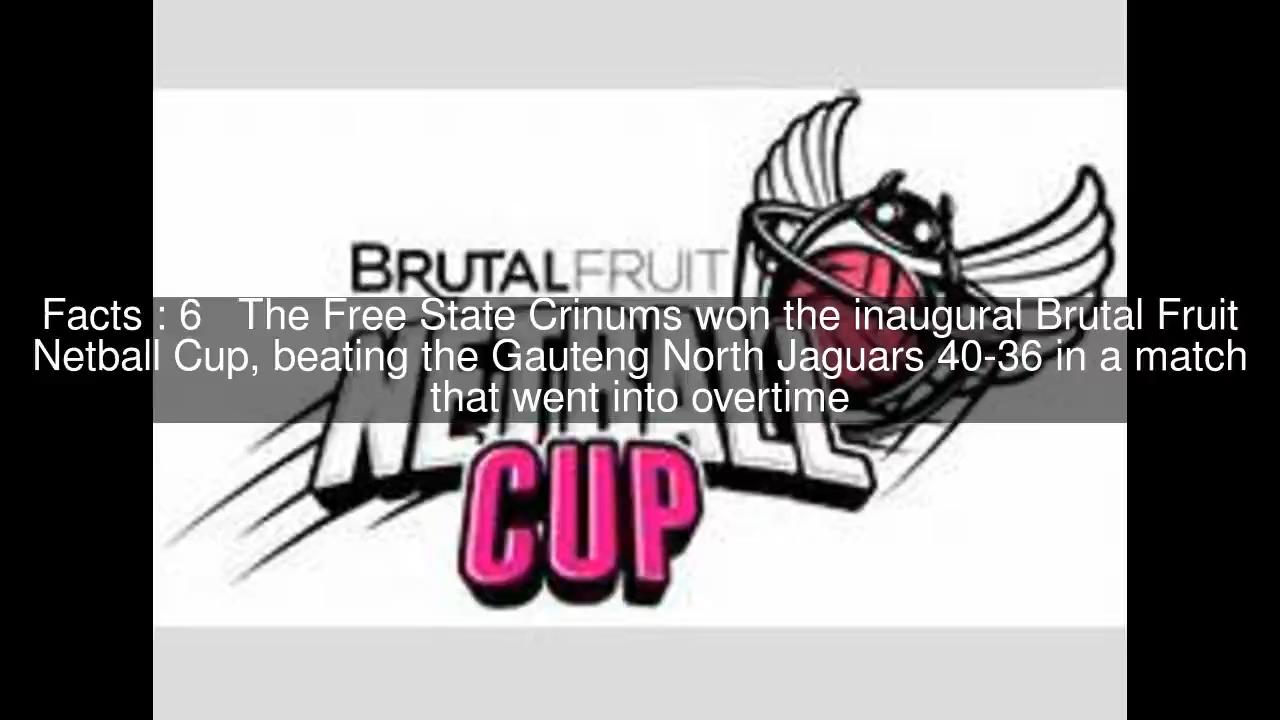 BRUTALFRUIT
Facts : 6 The Free State Crinums won the inaugural Brutal Fruit
Netball Cup, beating the Gauteng North Jaguars 40-36 in a match
that went into overtime
NETBALL
CUP